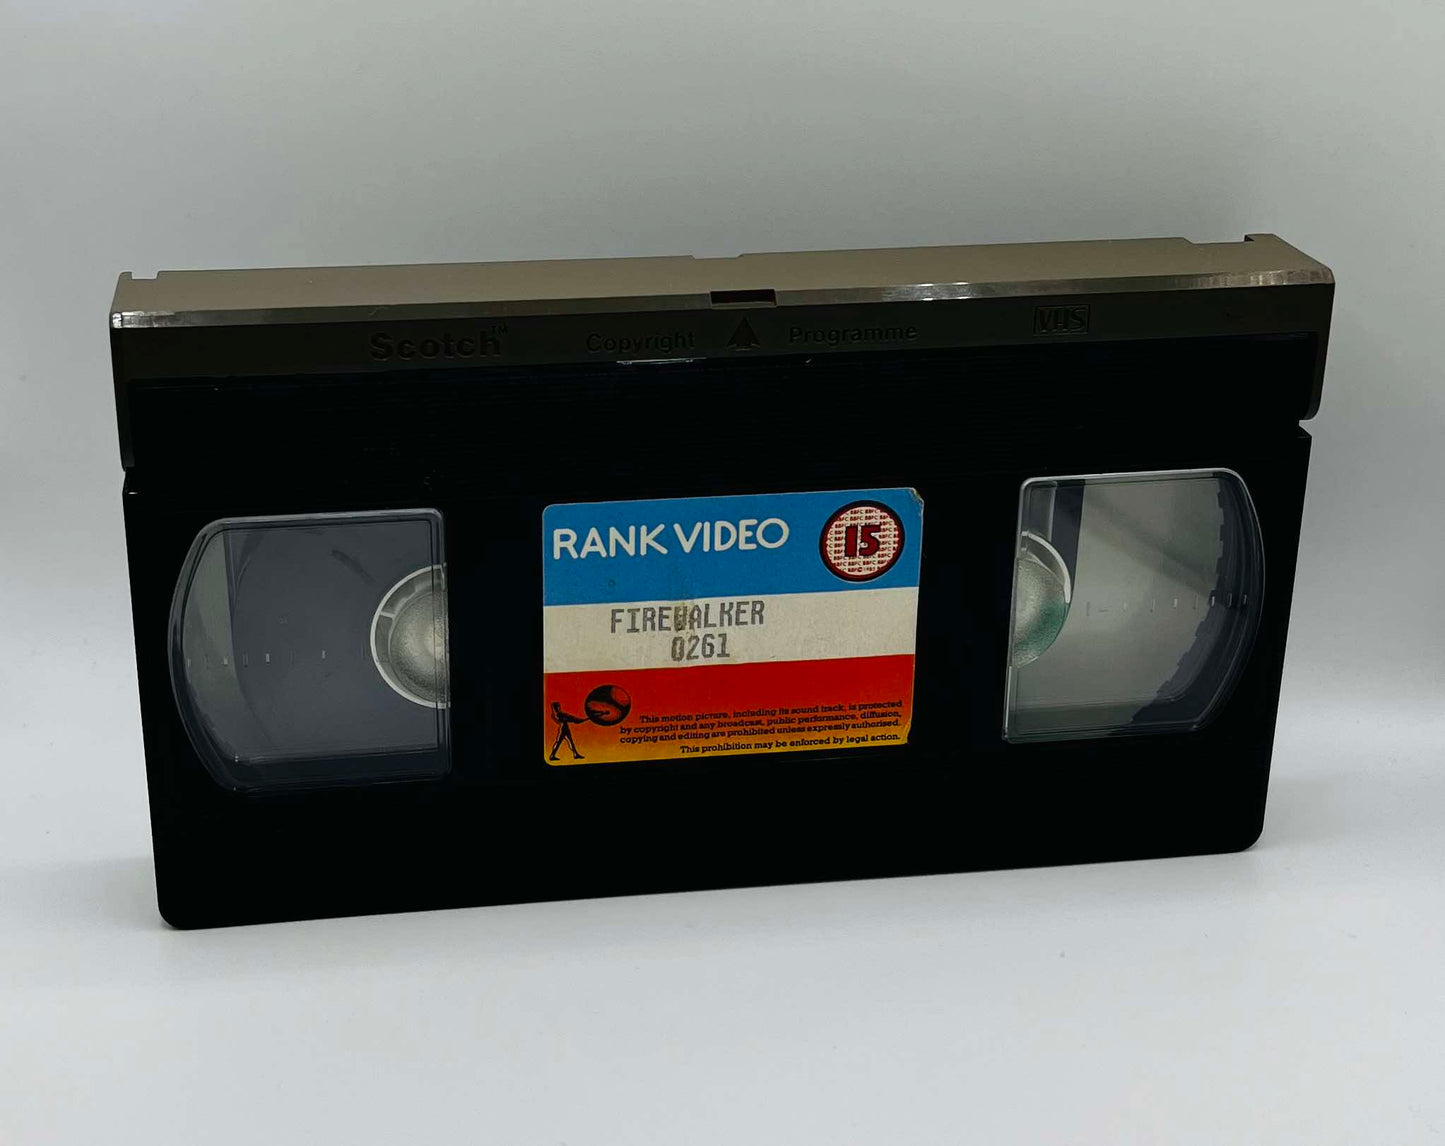 Scotch™ Copyright Programme VHS
RANK VIDEO 15
FIREWALKER
0261
This motion picture, including its sound track, is protected
by copyright and any broadcast, public performance, diffusion,
copying and editing are prohibited unless expressly authorised.
This prohibition may be enforced by legal action.